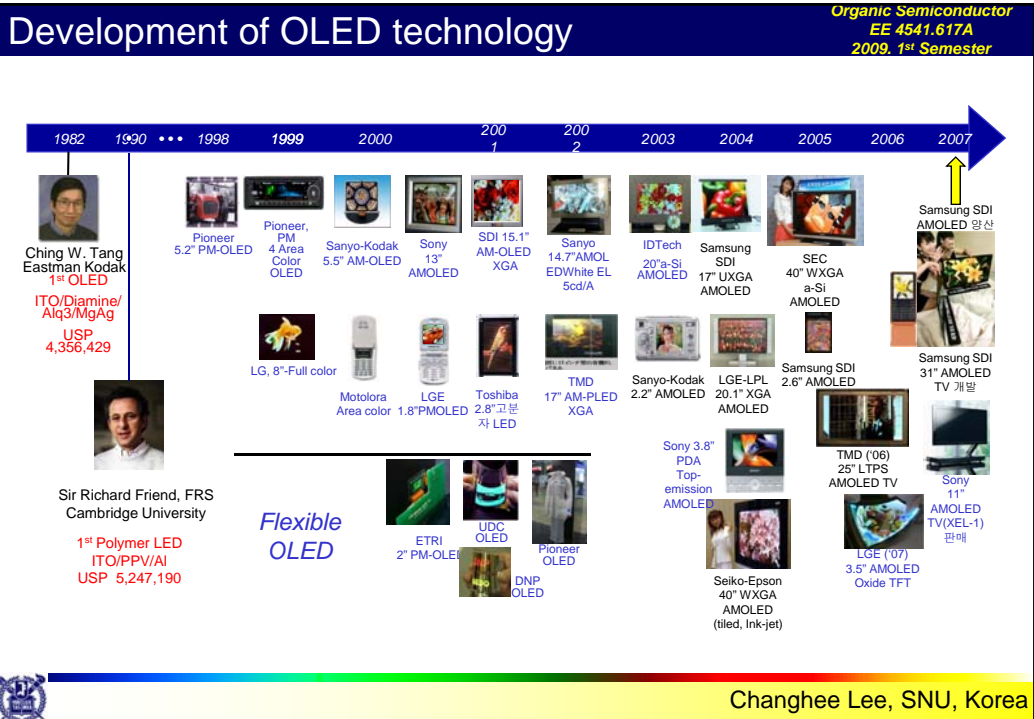 Development of OLED technology
Organic Semiconductor
EE 4541.617A
2009. 1st Semester
1982
1990
• • •
1998
1999
2000
200
1
200
2
2003
2004
2005
2006
2007
Ching W. Tang
Eastman Kodak
1st OLED
ITO/Diamine/
Alq3/MgAg
USP
4,356,429
Pioneer
5.2” PM-OLED
Pioneer,
PM
4 Area
Color
OLED
Sanyo-Kodak
5.5” AM-OLED
Sony
13”
AMOLED
SDI 15.1”
AM-OLED
XGA
Sanyo
14.7”AMOL
EDWhite EL
5cd/A
IDTech
20”a-Si
AMOLED
Samsung
SDI
17” UXGA
AMOLED
SEC
40” WXGA
a-Si
AMOLED
Samsung SDI
AMOLED 양산
LG, 8”-Full color
Motolora
Area color
LGE
1.8”PMOLED
Toshiba
2.8”고분
자 LED
TMD
17” AM-PLED
XGA
Sanyo-Kodak
2.2” AMOLED
LGE-LPL
20.1” XGA
AMOLED
Samsung SDI
2.6” AMOLED
Samsung SDI
31” AMOLED
TV 개발
Sir Richard Friend, FRS
Cambridge University
1st Polymer LED
ITO/PPV/Al
USP 5,247,190
Flexible
OLED
ETRI
2” PM-OLED
UDC
OLED
DNP
OLED
Pioneer
OLED
Sony 3.8”
PDA
Top-
emission
AMOLED
Seiko-Epson
40” WXGA
AMOLED
(tiled, Ink-jet)
TMD (‘06)
25” LTPS
AMOLED TV
LGE (‘07)
3.5” AMOLED
Oxide TFT
Sony
11”
AMOLED
TV(XEL-1)
판매
Changhee Lee, SNU, Korea